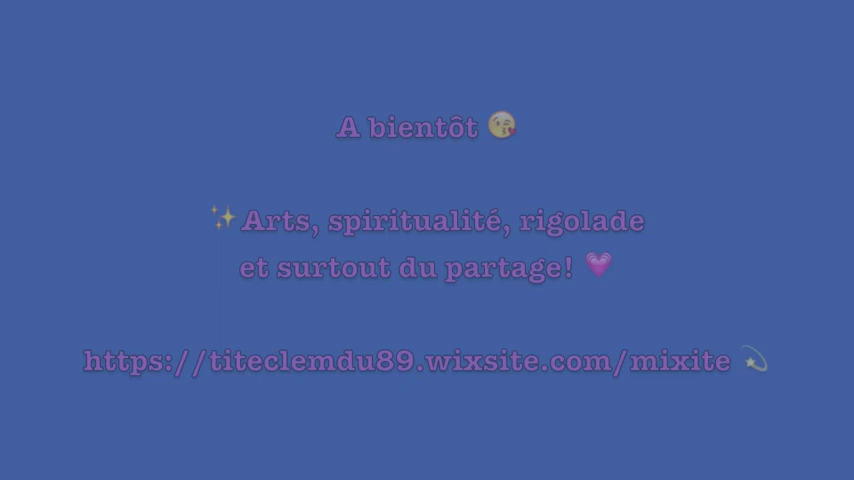 A bientôt 😘
✨Arts, spiritualité, rigolade
et surtout du partage! 💗
https://titeclemdu89.wixsite.com/mixite 💫